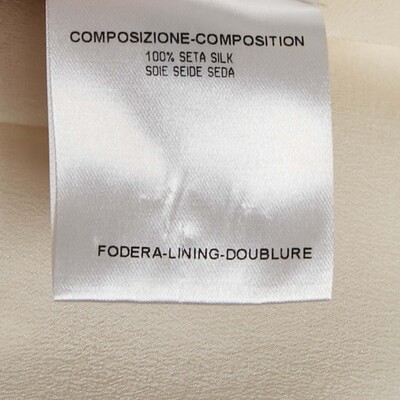 COMPOSIZIONE-COMPOSITION
100% SETA SILK
SOIE SEIDE SEDA
FODERA-LINING-DOUBLURE